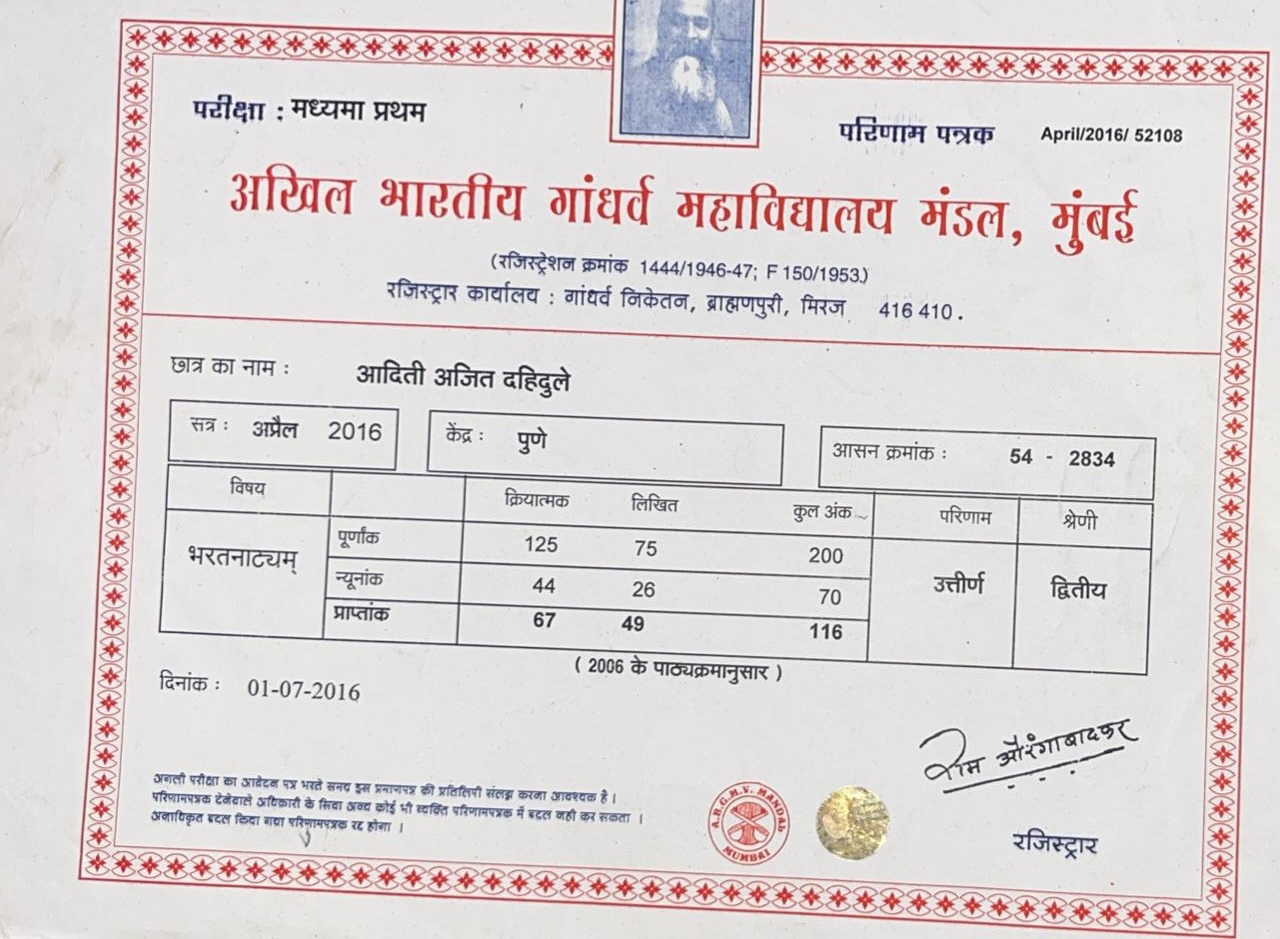 परीक्षा : मध्यमा प्रथम
परिणाम पत्रक April/2016/ 52108
अखिल भारतीय गांधर्व महाविद्यालय मंडल, मुंबई
(रजिस्ट्रेशन क्रमांक 1444/1946-47; F 150/1953.)
रजिस्ट्रार कार्यालय : गांधर्व निकेतन, ब्राह्मणपुरी, मिरज 416 410.
छात्र का नाम : आदिती अजित दहिदुले
सत्र : अप्रैल 2016 केंद्र : पुणे आसन क्रमांक : 54 - 2834
विषय क्रियात्मक लिखित कुल अंक परिणाम श्रेणी
भरतनाट्यम् पूर्णांक 125 75 200 उत्तीर्ण द्वितीय
न्यूनांक 44 26 70
प्राप्तांक 67 49 116
( 2006 के पाठ्यक्रमानुसार )
दिनांक : 01-07-2016
राम औरंगाबादकर
अगली परीक्षा का आवेदन पत्र भरते समय इस प्रमाणपत्र की प्रतिलिपी संलग्न करना आवश्यक है।
परिणामपत्रक देनेवाले अधिकारी के सिवा अन्य कोई भी व्यक्ति परिणामपत्रक में बदल नही कर सकता।
अनाधिकृत बदल किया गया परिणामपत्रक रद्द होगा।
A.B.G.M.V. MANDAL
MUMBAI
रजिस्ट्रार